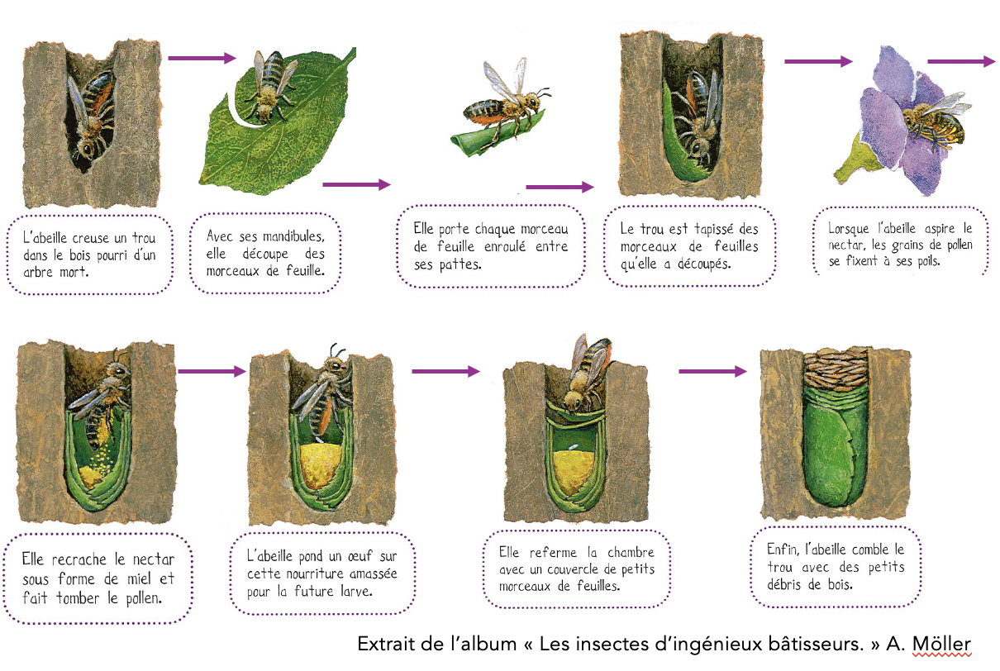 L'abeille creuse un trou
dans le bois pourri d'un
arbre mort.
Avec ses mandibules,
elle découpe des
morceaux de feuille.
Elle porte chaque morceau
de feuille enroulé entre
ses pattes.
Le trou est tapissé des
morceaux de feuilles
qu'elle a découpés.
Lorsque l'abeille aspire le
nectar, les grains de pollen
se fixent à ses poils.
Elle recrache le nectar
sous forme de miel et
fait tomber le pollen.
L'abeille pond un œuf sur
cette nourriture amassée
pour la future larve.
Elle referme la chambre
avec un couvercle de petits
morceaux de feuilles.
Enfin, l'abeille comble le
trou avec des petits
débris de bois.
Extrait de l'album « Les insectes d'ingénieux bâtisseurs. » A. Möller